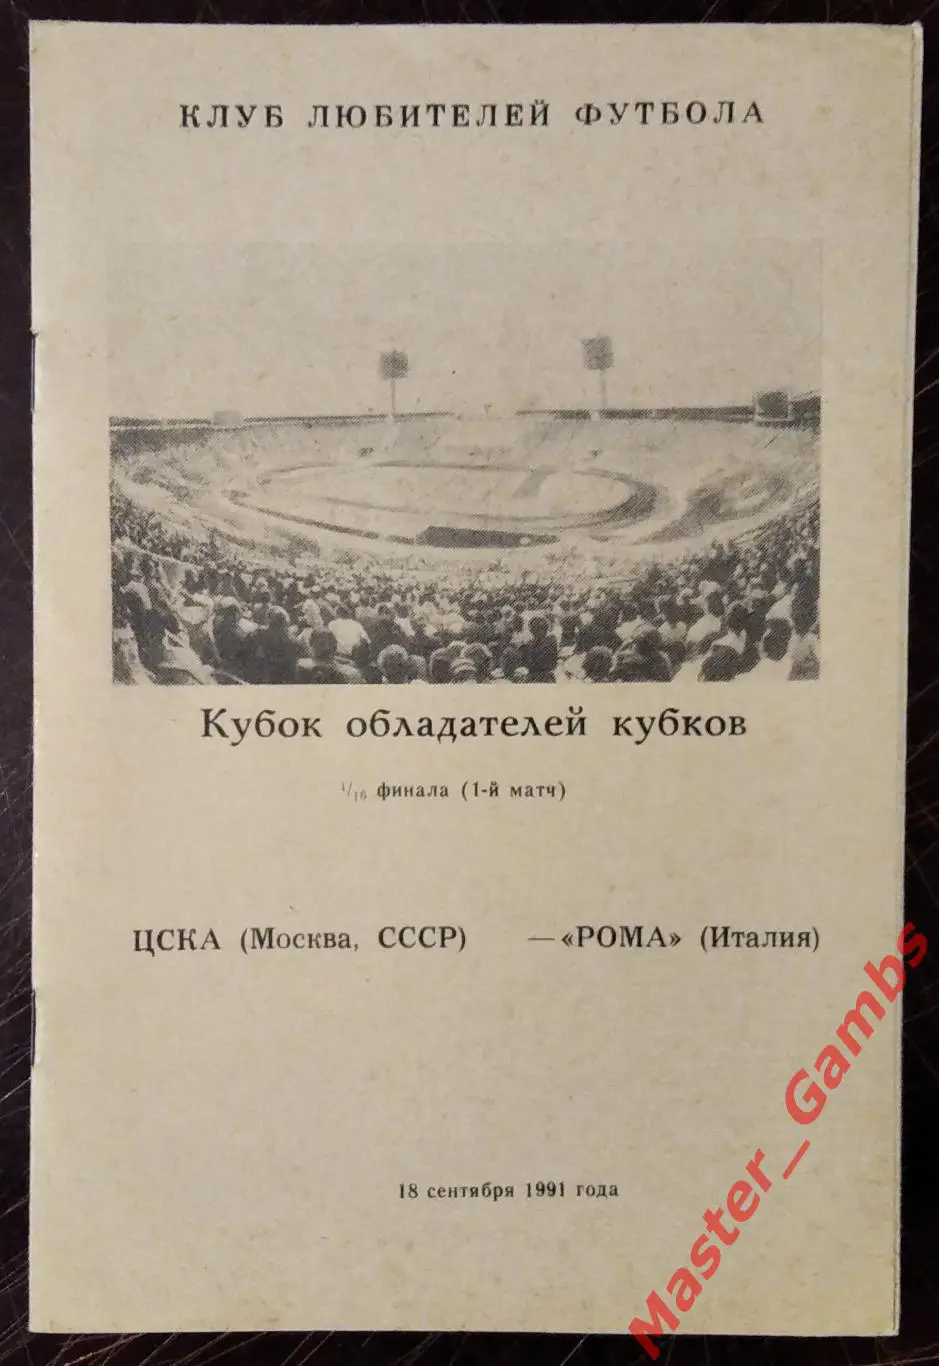 КЛУБ ЛЮБИТЕЛЕЙ ФУТБОЛА
Кубок обладателей кубков
1/16 финала (1-й матч)
ЦСКА (Москва, СССР) — «РОМА» (Италия)
18 сентября 1991 года
Master_Gambs